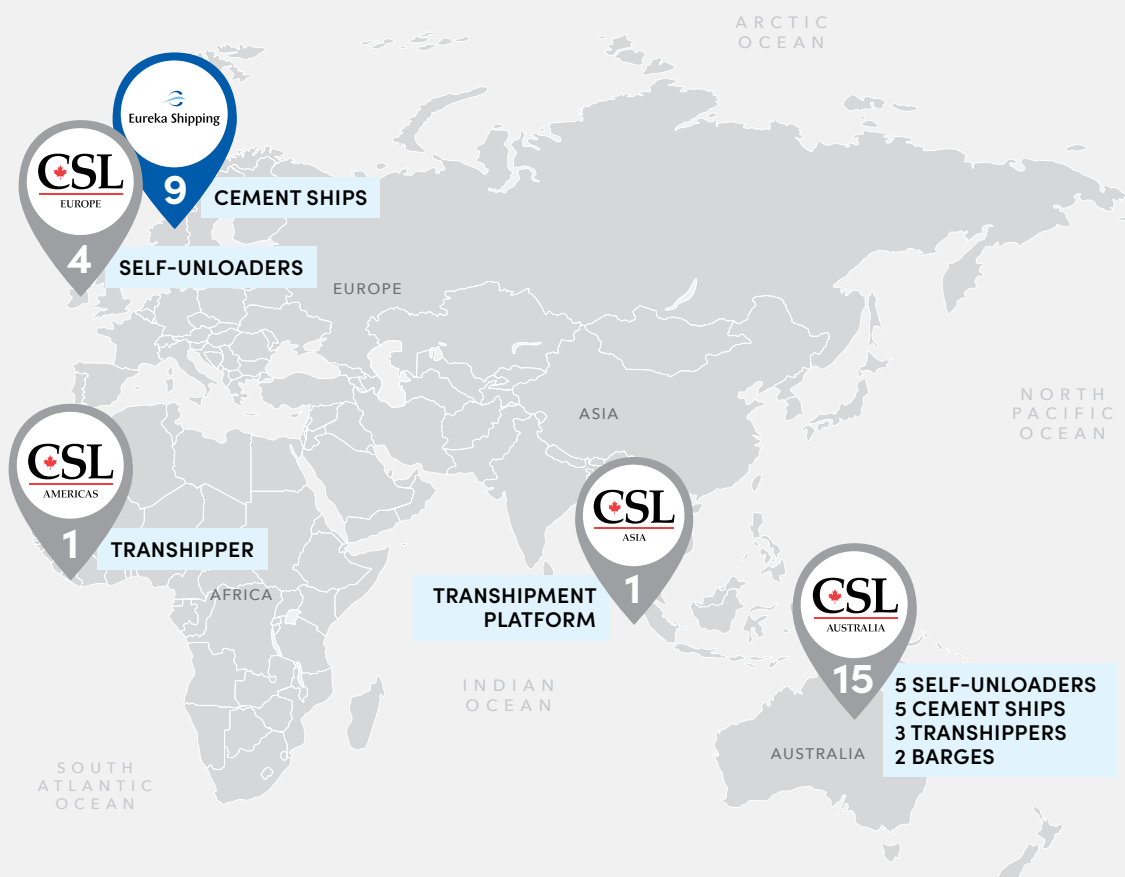 ARCTIC
OCEAN
Eureka Shipping
9
CEMENT SHIPS
CSL
EUROPE
4
SELF-UNLOADERS
EUROPE
ASIA
NORTH
PACIFIC
OCEAN
CSL
AMERICAS
1
TRANSHIPPER
AFRICA
CSL
ASIA
1
TRANSHIPMENT
PLATFORM
CSL
AUSTRALIA
15
5 SELF-UNLOADERS
5 CEMENT SHIPS
3 TRANSHIPPERS
2 BARGES
INDIAN
OCEAN
AUSTRALIA
SOUTH
ATLANTIC
OCEAN